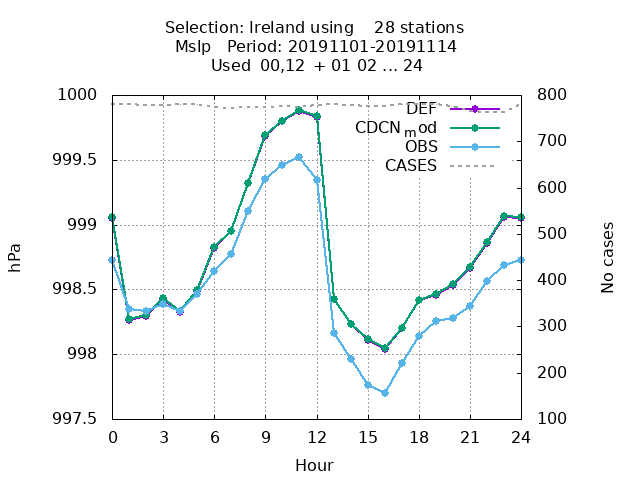 Selection: Ireland using    28 stations
Mslp   Period: 20191101-20191114
Used  00,12  + 01 02 ... 24
1000
999.5
999
998.5
998
997.5
hPa
800
700
600
500
400
300
200
100
No cases
DEF
CDCN_mod
OBS
CASES
0 3 6 9 12 15 18 21 24
Hour